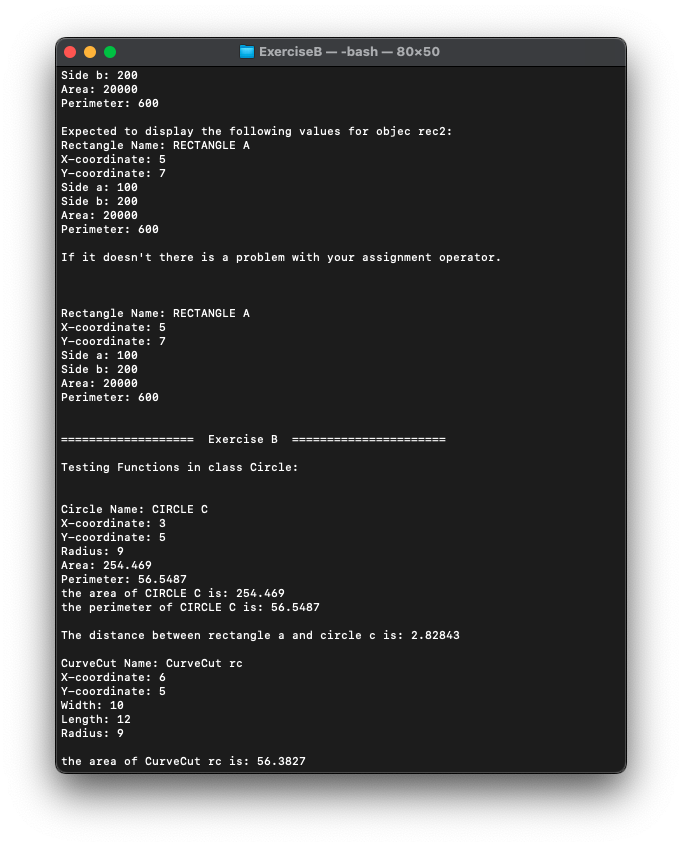 ExerciseB — -bash — 80×50
Side b: 200
Area: 20000
Perimeter: 600
Expected to display the following values for objec rec2:
Rectangle Name: RECTANGLE A
X-coordinate: 5
Y-coordinate: 7
Side a: 100
Side b: 200
Area: 20000
Perimeter: 600
If it doesn't there is a problem with your assignment operator.
Rectangle Name: RECTANGLE A
X-coordinate: 5
Y-coordinate: 7
Side a: 100
Side b: 200
Area: 20000
Perimeter: 600
=================== Exercise B ======================
Testing Functions in class Circle:
Circle Name: CIRCLE C
X-coordinate: 3
Y-coordinate: 5
Radius: 9
Area: 254.469
Perimeter: 56.5487
the area of CIRCLE C is: 254.469
the perimeter of CIRCLE C is: 56.5487
The distance between rectangle a and circle c is: 2.82843
CurveCut Name: CurveCut rc
X-coordinate: 6
Y-coordinate: 5
Width: 10
Length: 12
Radius: 9
the area of CurveCut rc is: 56.3827